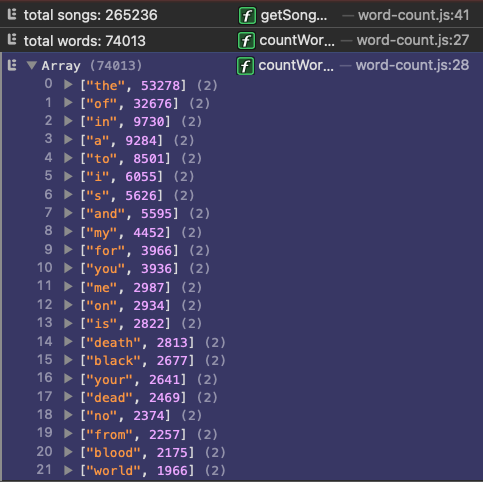 total songs: 265236 f getSong... — word-count.js:41
total words: 74013 f countWor... — word-count.js:27
Array (74013) f countWor... — word-count.js:28
0 ["the", 53278] (2)
1 ["of", 32676] (2)
2 ["in", 9730] (2)
3 ["a", 9284] (2)
4 ["to", 8501] (2)
5 ["i", 6055] (2)
6 ["s", 5626] (2)
7 ["and", 5595] (2)
8 ["my", 4452] (2)
9 ["for", 3966] (2)
10 ["you", 3936] (2)
11 ["me", 2987] (2)
12 ["on", 2934] (2)
13 ["is", 2822] (2)
14 ["death", 2813] (2)
15 ["black", 2677] (2)
16 ["your", 2641] (2)
17 ["dead", 2469] (2)
18 ["no", 2374] (2)
19 ["from", 2257] (2)
20 ["blood", 2175] (2)
21 ["world", 1966] (2)